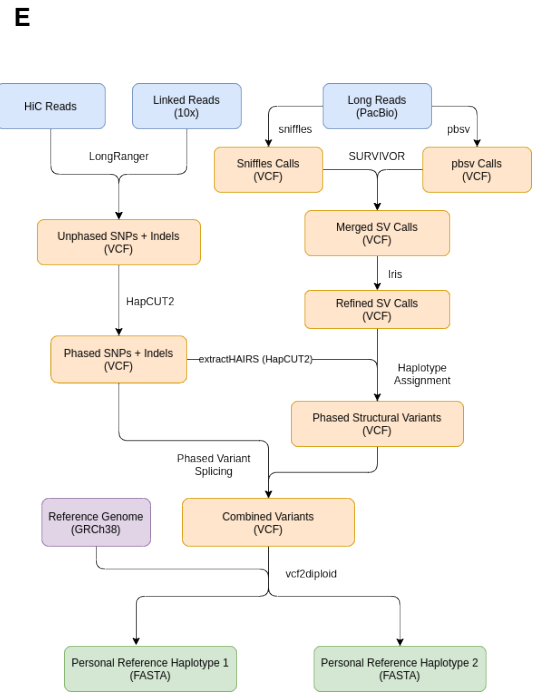 E
HiC Reads
Linked Reads
(10x)
Long Reads
(PacBio)
sniffles
pbsv
LongRanger
Sniffles Calls
(VCF)
SURVIVOR
pbsv Calls
(VCF)
Unphased SNPs + Indels
(VCF)
Merged SV Calls
(VCF)
Iris
HapCUT2
Refined SV Calls
(VCF)
Phased SNPs + Indels
(VCF)
extractHAIRS (HapCUT2)
Haplotype
Assignment
Phased Structural Variants
(VCF)
Phased Variant
Splicing
Reference Genome
(GRCh38)
Combined Variants
(VCF)
vcf2diploid
Personal Reference Haplotype 1
(FASTA)
Personal Reference Haplotype 2
(FASTA)